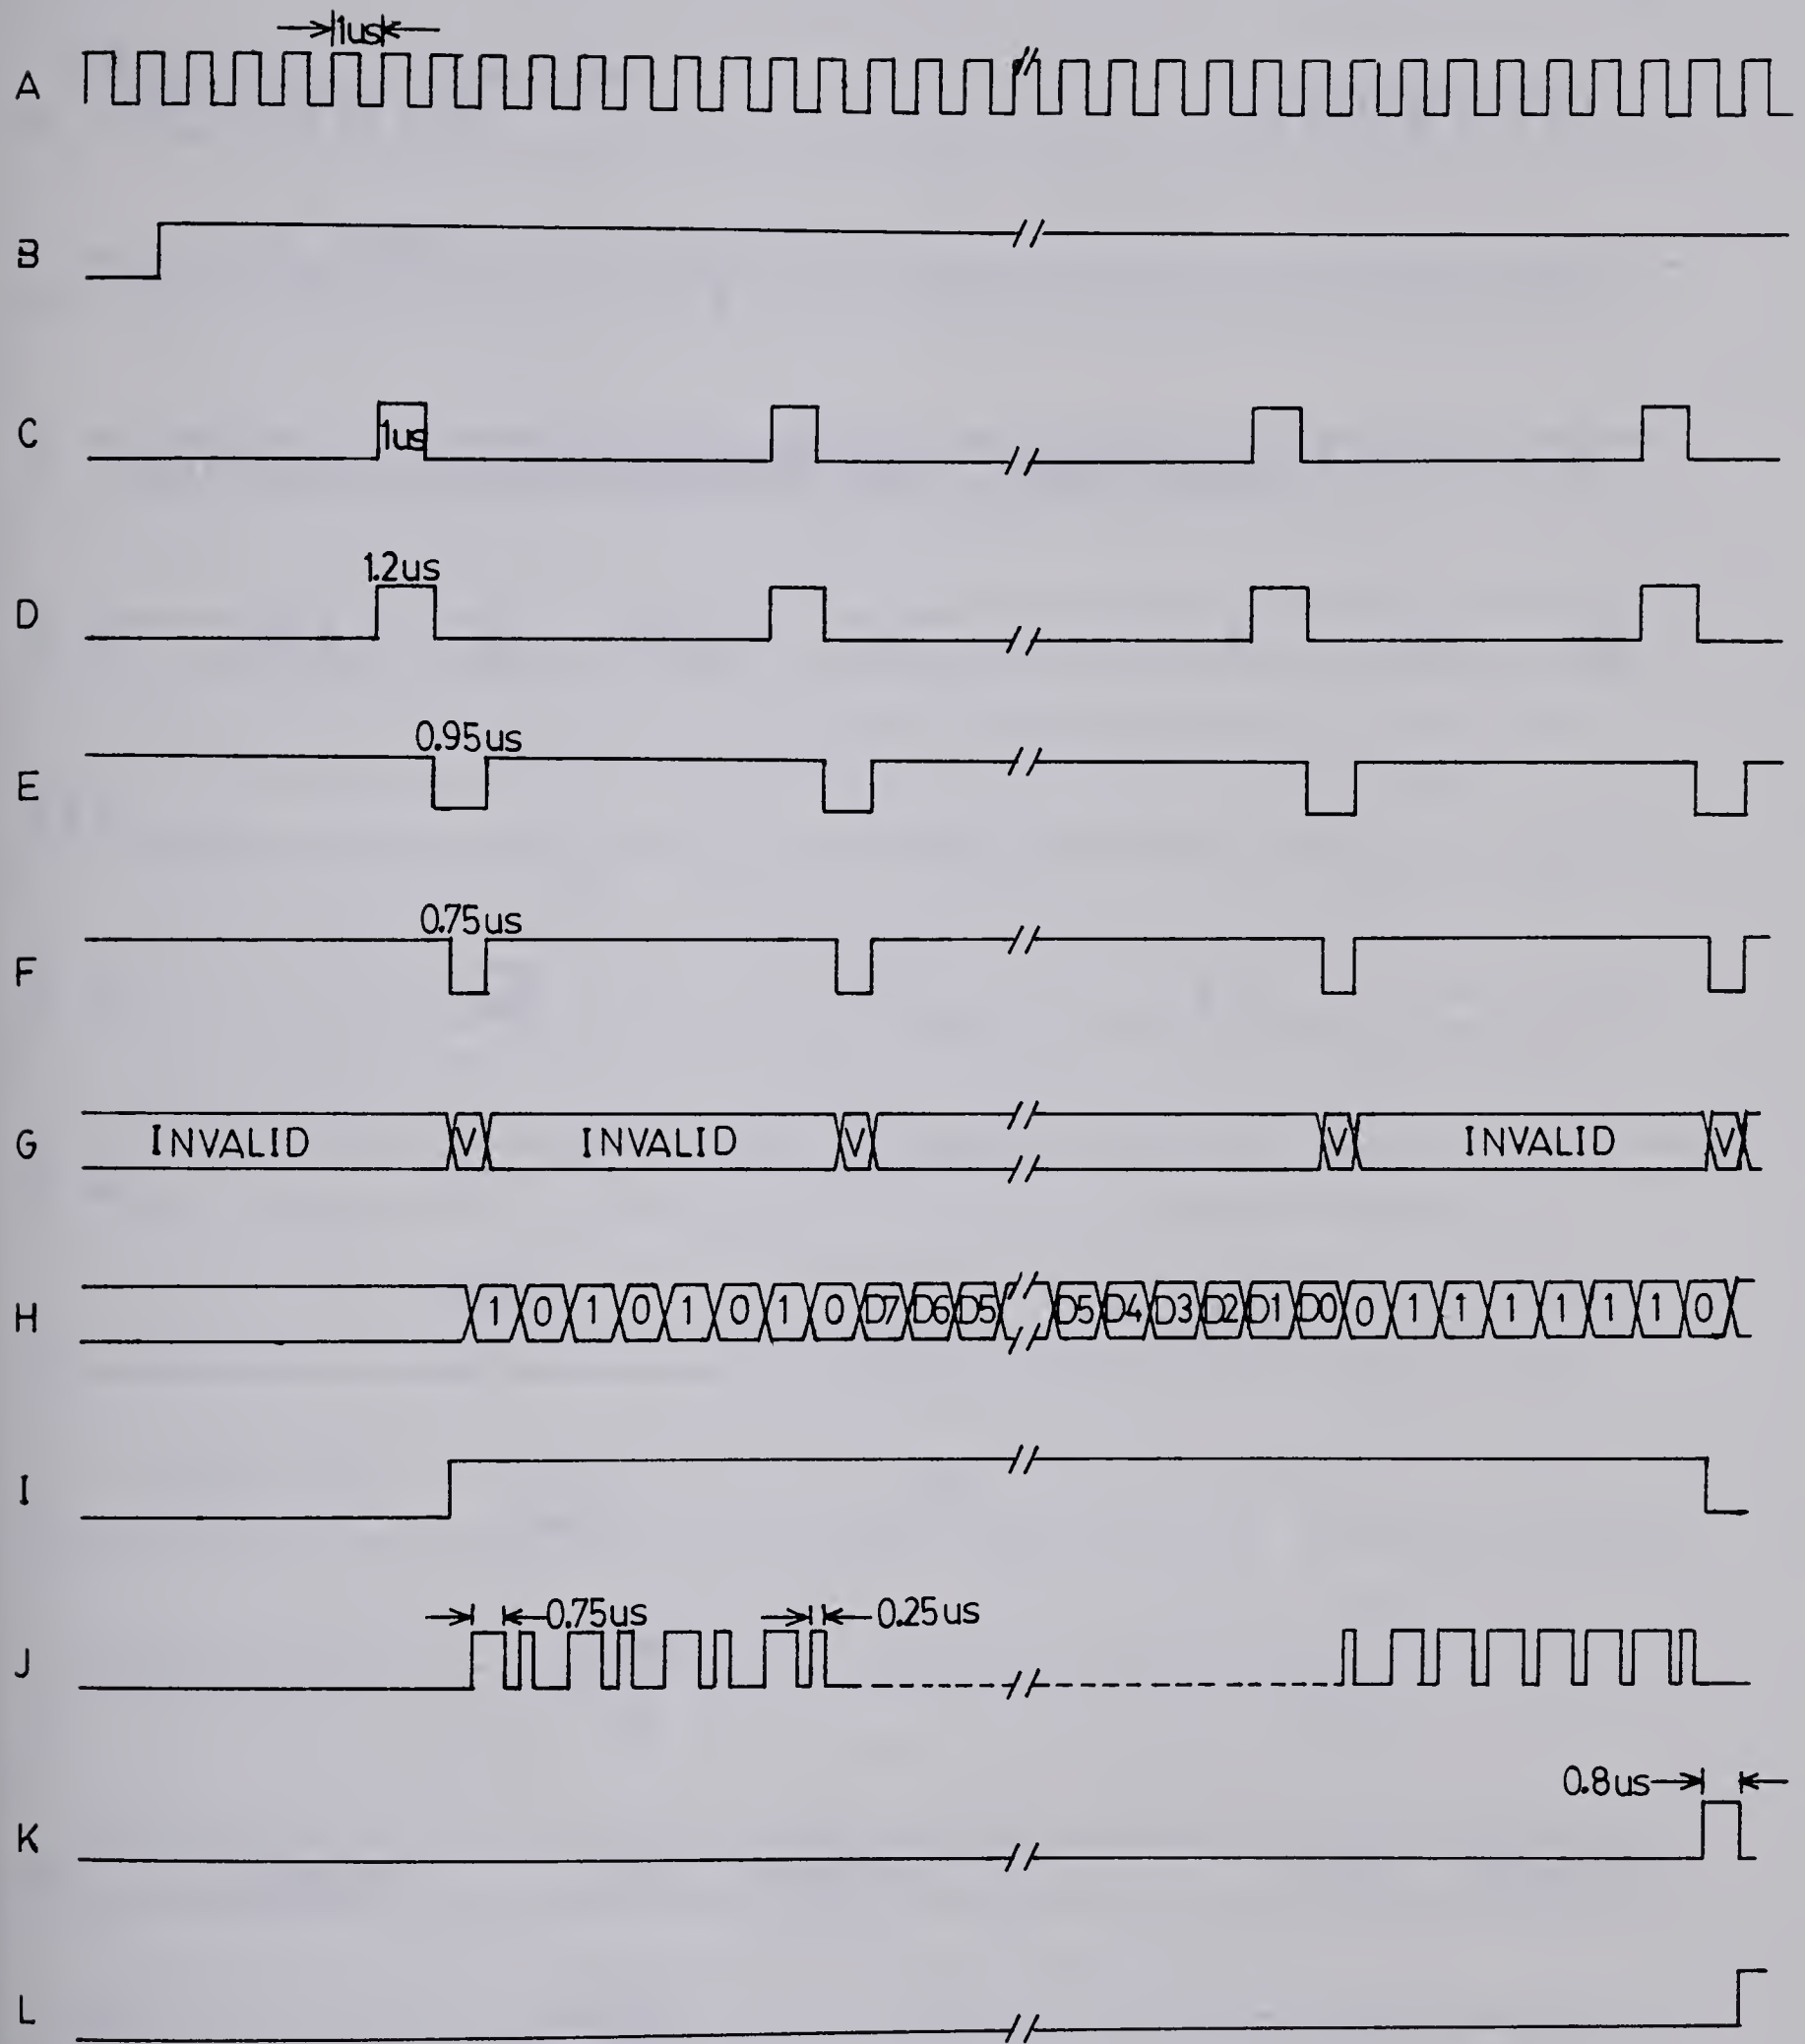 1us
A
B
C
1us
D
1.2us
E
0.95us
F
0.75us
G
INVALID V INVALID V V INVALID V
H
1 0 1 0 1 0 1 0 D7 D6 D5 D5 D4 D3 D2 D1 D0 0 1 1 1 1 1 1 0
I
J
0.75us 0.25us
K
0.8us
L